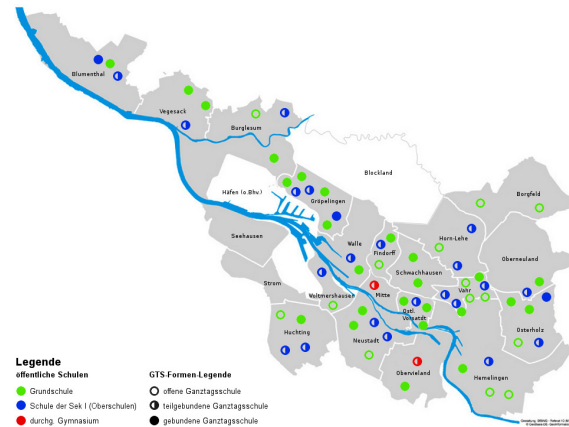 Blumenthal
Vegesack
Burglesum
Blockland
Borgfeld
Häfen (o.Bhv.)
Gröpelingen
Horn-Lehe
Seehausen
Walle
Findorff
Oberneuland
Schwachhausen
Strom
Woltmershausen
Mitte
Vahr
Östl.
Vorstadt
Osterholz
Huchting
Neustadt
Obervieland
Hemelingen
Legende
öffentliche Schulen
GTS-Formen-Legende
Grundschule
offene Ganztagsschule
Schule der Sek I (Oberschulen)
teilgebundene Ganztagsschule
durchg. Gymnasium
gebundene Ganztagsschule